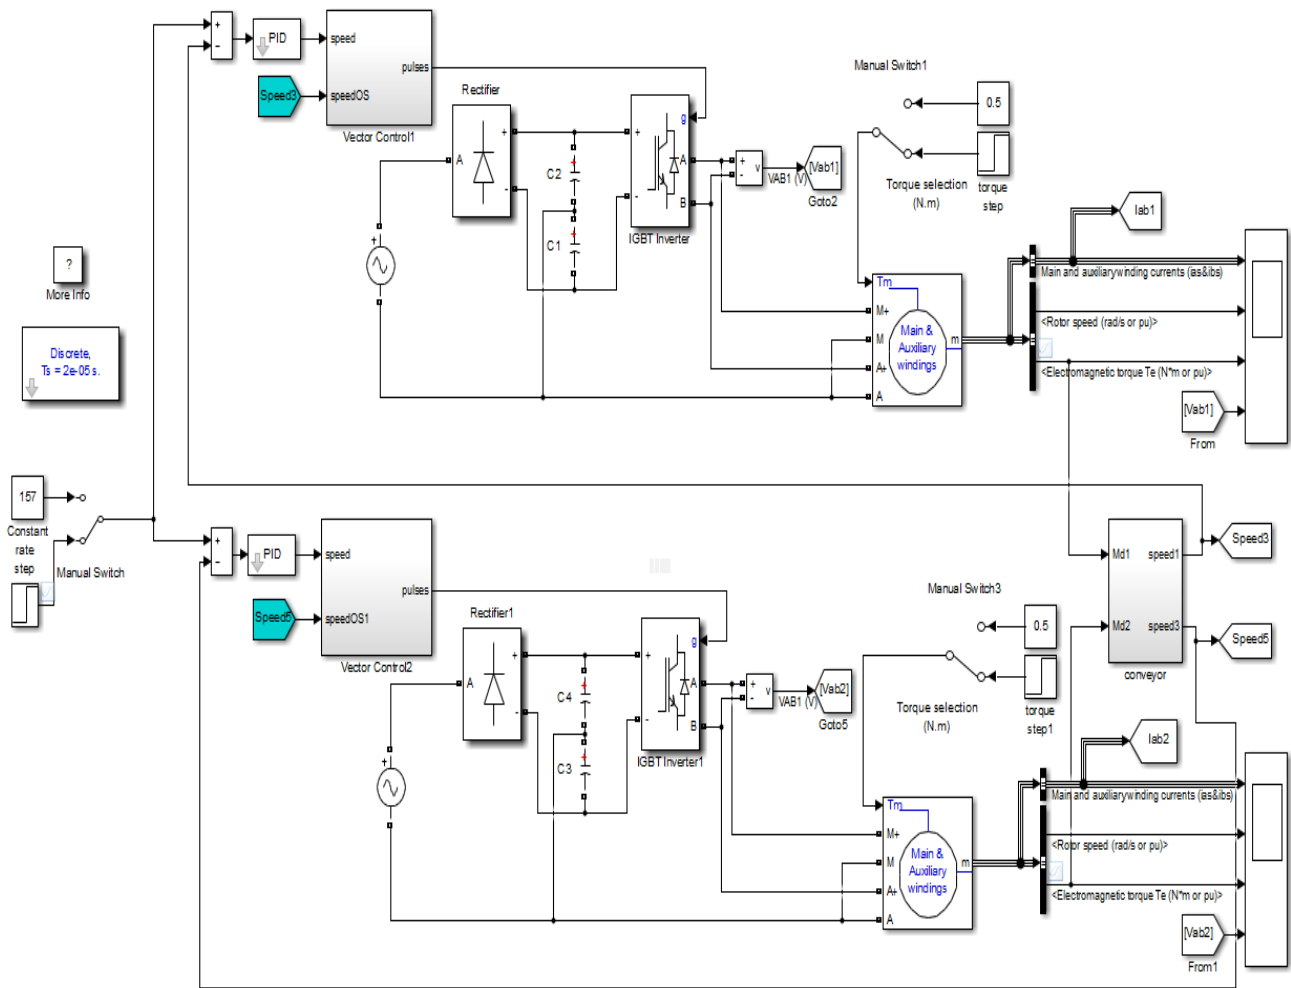 +
−
PID
speed
speedOS
pulses
Vector Control1
Speed3
Rectifier
A
+
-
C2
C1
+
-
g
A
B
IGBT Inverter
+
-
v
VAB1 (V)
[Vab1]
Goto2
Manual Switch1
0.5
Torque selection
(N.m)
torque
step
Iab1
+
?
More Info
Discrete,
Ts = 2e-05 s.
Tm
M+
M
A+
A
Main &
Auxiliary
windings
m
Main and auxiliary winding currents (ias&ibs)
<Rotor speed (rad/s or pu)>
<Electromagnetic torque Te (N*m or pu)>
[Vab1]
From
157
Constant
rate
step
Manual Switch
+
−
PID
speed
speedOS1
pulses
Vector Control2
Speed5
Rectifier1
A
+
-
C4
C3
+
-
g
A
B
IGBT Inverter1
+
-
v
VAB1 (V)
[Vab2]
Goto5
Manual Switch3
0.5
Torque selection
(N.m)
torque
step1
Md1
Md2
speed1
speed3
conveyor
Speed3
Speed5
Iab2
+
Tm
M+
M
A+
A
Main &
Auxiliary
windings
m
Main and auxiliary winding currents (ias&ibs)
<Rotor speed (rad/s or pu)>
<Electromagnetic torque Te (N*m or pu)>
[Vab2]
From1